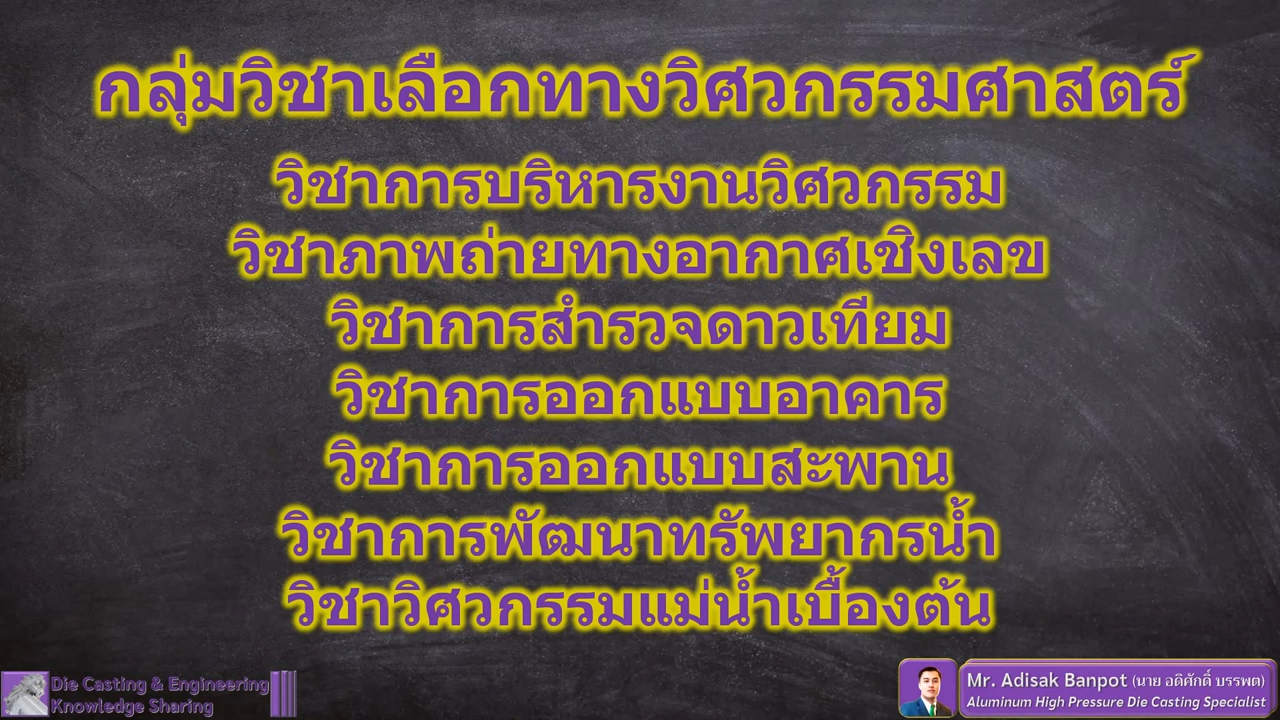 กลุ่มวิชาเลือกทางวิศวกรรมศาสตร์
วิชาการบริหารงานวิศวกรรม
วิชาภาพถ่ายทางอากาศเชิงเลข
วิชาการสำรวจดาวเทียม
วิชาการออกแบบอาคาร
วิชาการออกแบบสะพาน
วิชาการพัฒนาทรัพยากรน้ำ
วิชาวิศวกรรมแม่น้ำเบื้องต้น
Die Casting & Engineering
Knowledge Sharing
Mr. Adisak Banpot (นาย อดิศักดิ์ บรรพต)
Aluminum High Pressure Die Casting Specialist